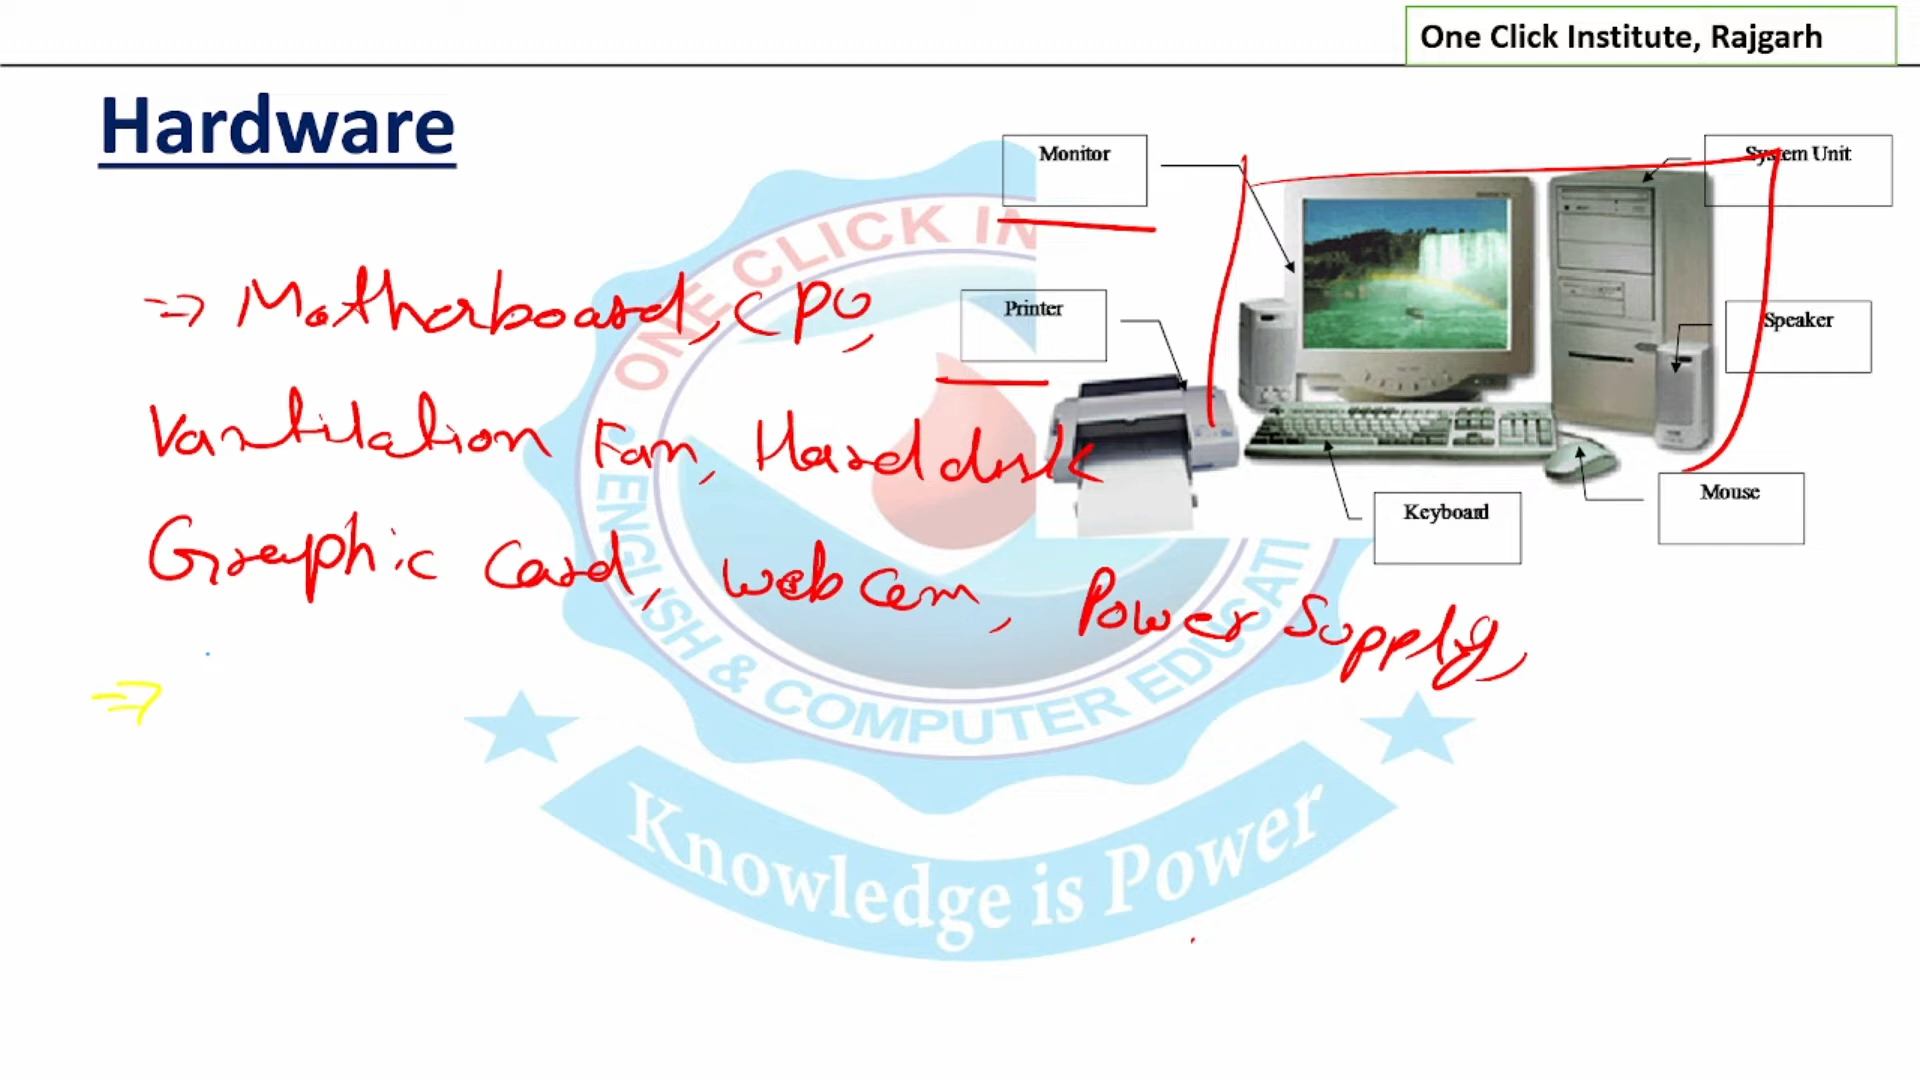 One Click Institute, Rajgarh
Hardware
Monitor
System Unit
Printer
Speaker
Keyboard
Mouse
⇒ Motherboard, CPU,
Vantilation Fan, Hard disk
Graphic Card, Web Cam, Power Supply,
⇒
ONE CLICK IN
ENGLISH & COMPUTER EDUCATI
Knowledge is Power